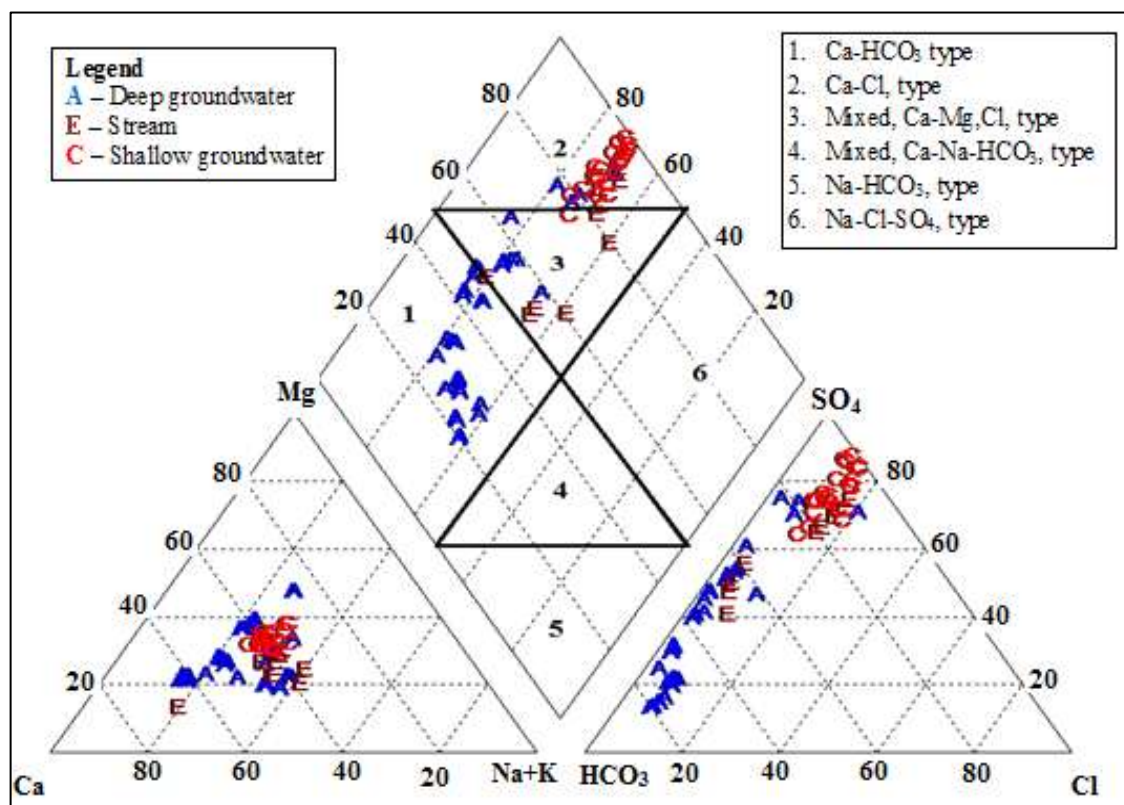 Legend
A – Deep groundwater
E – Stream
C – Shallow groundwater
1. Ca-HCO₃ type
2. Ca-Cl, type
3. Mixed, Ca-Mg,Cl, type
4. Mixed, Ca-Na-HCO₃, type
5. Na-HCO₃, type
6. Na-Cl-SO₄, type
80 80
2
60 60
40 3 40
20 1 20
6
Mg SO₄
80 80
4
60 60
40 40
5
20 20
Ca 80 60 40 20 Na+K HCO₃ 20 40 60 80 Cl